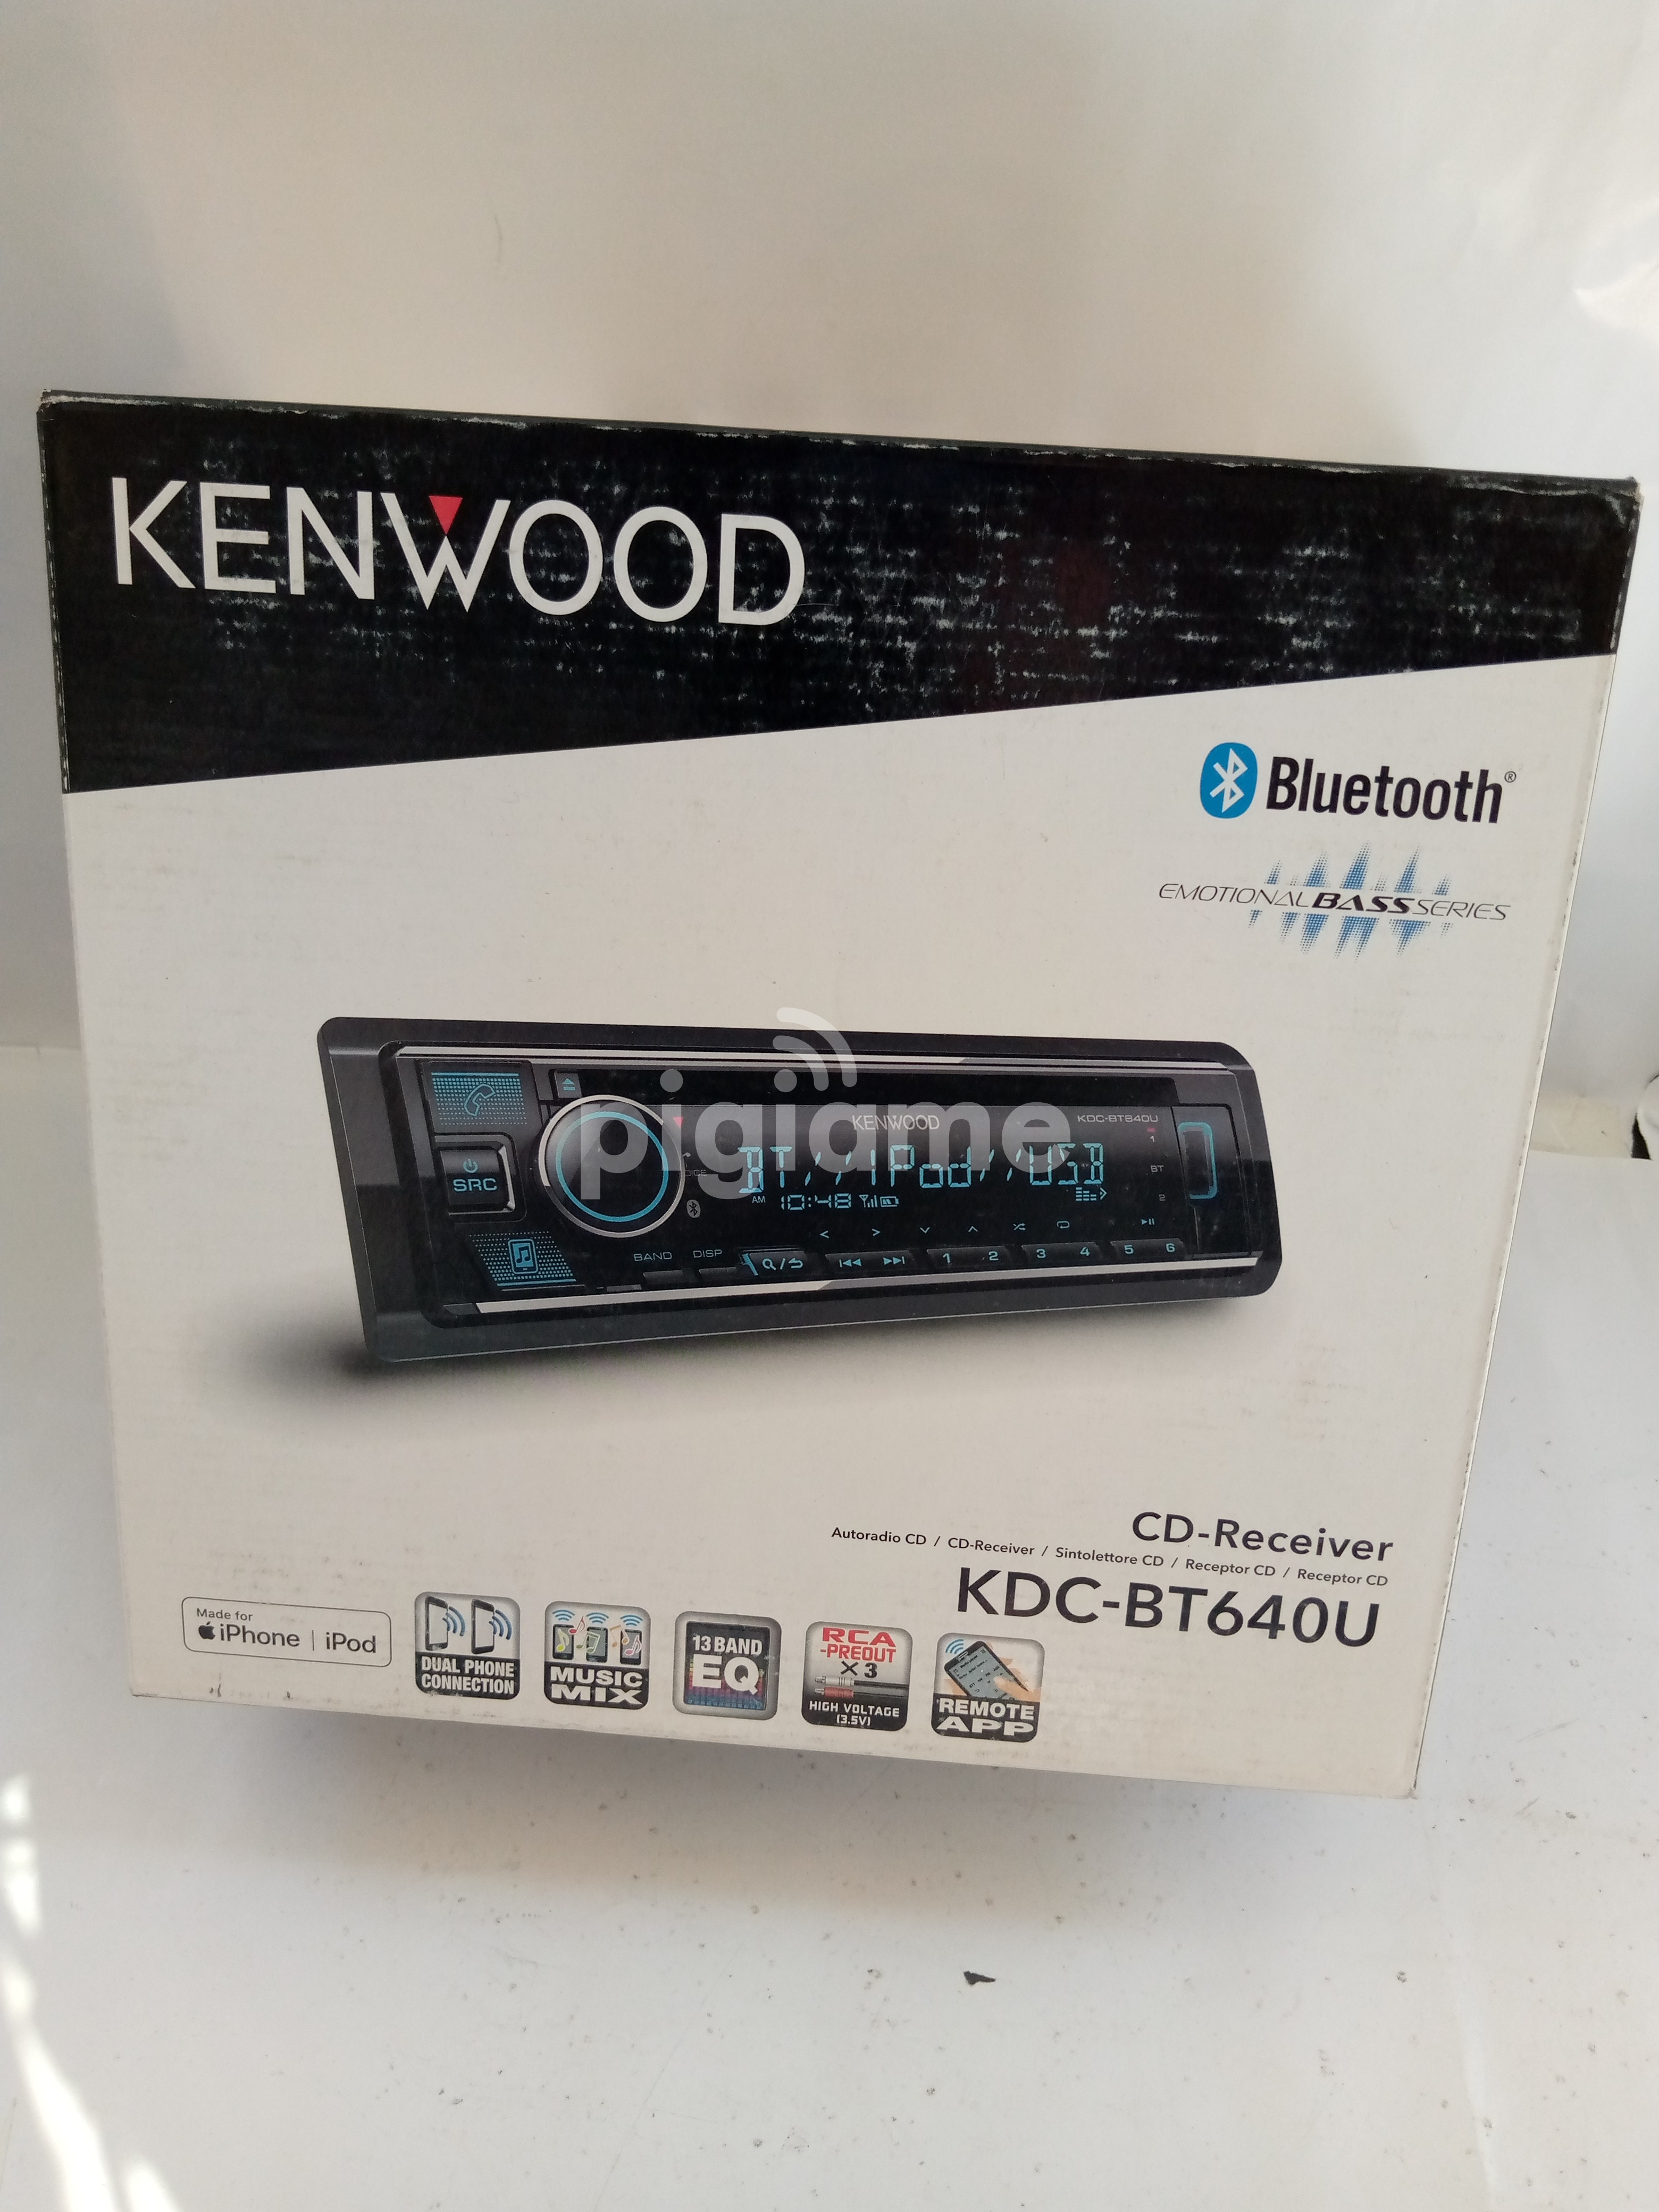 KENWOOD
Bluetooth®
EMOTIONAL BASS SERIES
KENWOOD
KDC-BT640U
pigiame
1
BT//iPod//USB
BT
SRC
AM 10:48
2
BAND DISP
Q/
1 2 3 4 5 6
CD-Receiver
Autoradio CD / CD-Receiver / Sintolettore CD / Receptor CD / Receptor CD
KDC-BT640U
Made for
iPhone | iPod
DUAL PHONE
CONNECTION
MUSIC
MIX
13 BAND
EQ
RCA
-PREOUT
×3
HIGH VOLTAGE
(3.5V)
REMOTE
APP